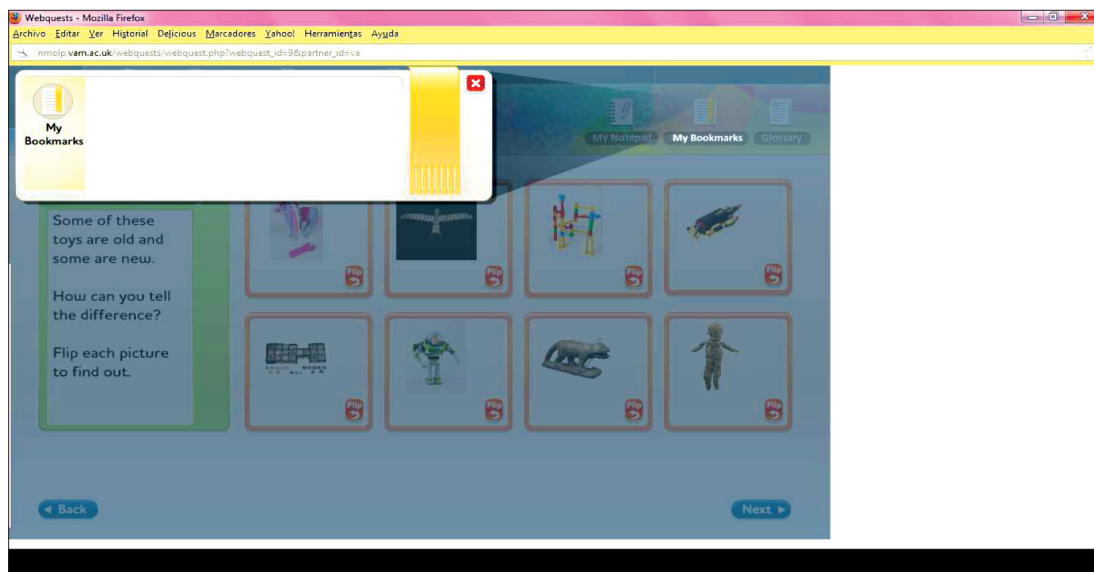 Webquests - Mozilla Firefox
Archivo Editar Ver Historial Delicious Marcadores Yahoo! Herramientas Ayuda
nmolp.vam.ac.uk/webquests/webquest.php?webquest_id=9&partner_id=va
My
Bookmarks
My Notepad My Bookmarks Glossary
Some of these
toys are old and
some are new.
How can you tell
the difference?
Flip each picture
to find out.
Flip Flip Flip Flip
Flip Flip Flip Flip
Back Next